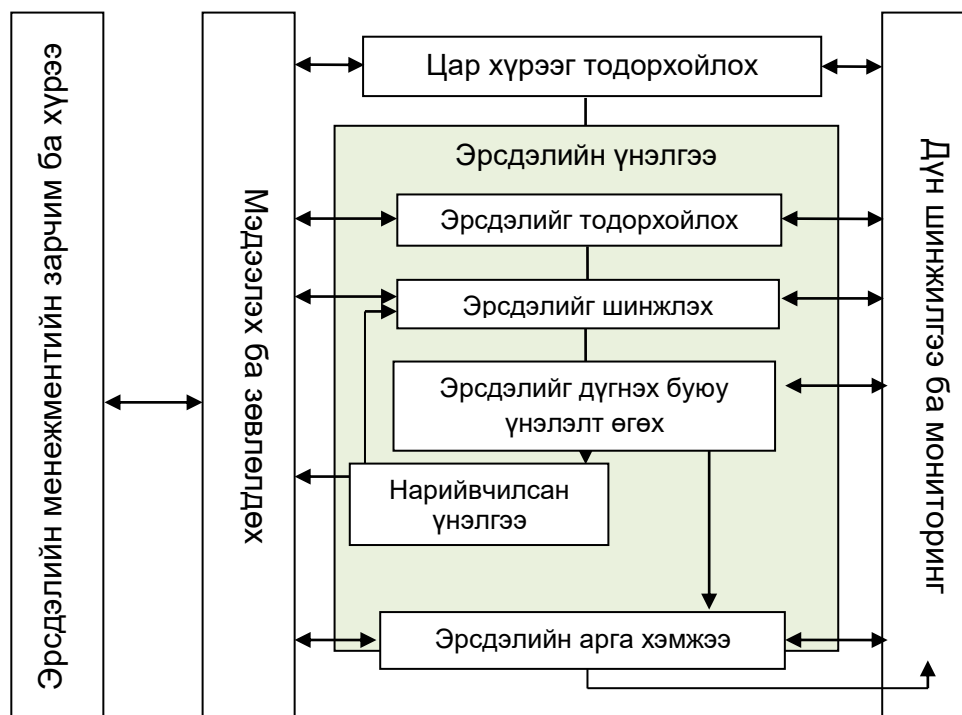 Эрсдэлийн менежментийн зарчим ба хүрээ
Мэдээлэх ба зөвлөлдөх
Цар хүрээг тодорхойлох
Эрсдэлийн үнэлгээ
Эрсдэлийг тодорхойлох
Эрсдэлийг шинжлэх
Эрсдэлийг дүгнэх буюу
үнэлэлт өгөх
Нарийвчилсан
үнэлгээ
Эрсдэлийн арга хэмжээ
Дүн шинжилгээ ба мониторинг